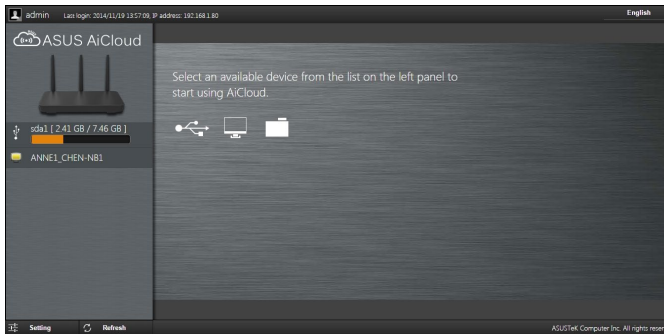 admin Last login: 2014/11/19 13:57:09, IP address: 192.168.1.80 English
ASUS AiCloud
Select an available device from the list on the left panel to
start using AiCloud.
sda1 [ 2.41 GB / 7.46 GB ]
ANNE1_CHEN-NB1
Setting Refresh ASUSTeK Computer Inc. All rights reser